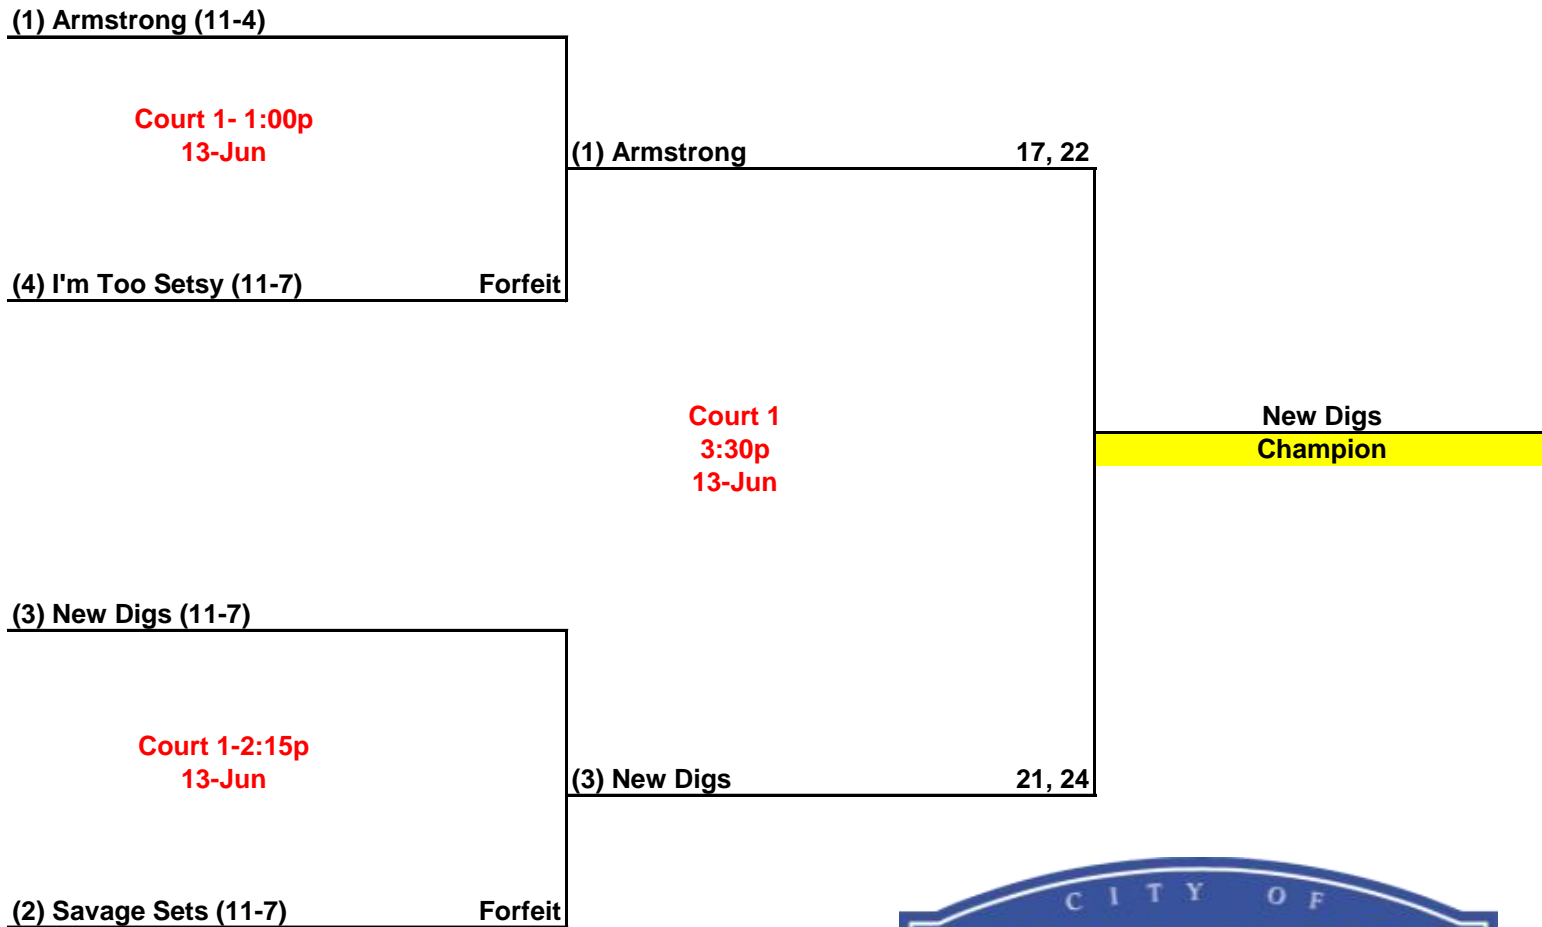 (1) Armstrong (11-4)
Court 1- 1:00p
13-Jun
(1) Armstrong 17, 22
(4) I'm Too Setsy (11-7) Forfeit
Court 1
3:30p
13-Jun
New Digs
Champion
(3) New Digs (11-7)
Court 1-2:15p
13-Jun
(3) New Digs 21, 24
(2) Savage Sets (11-7) Forfeit
CITY OF